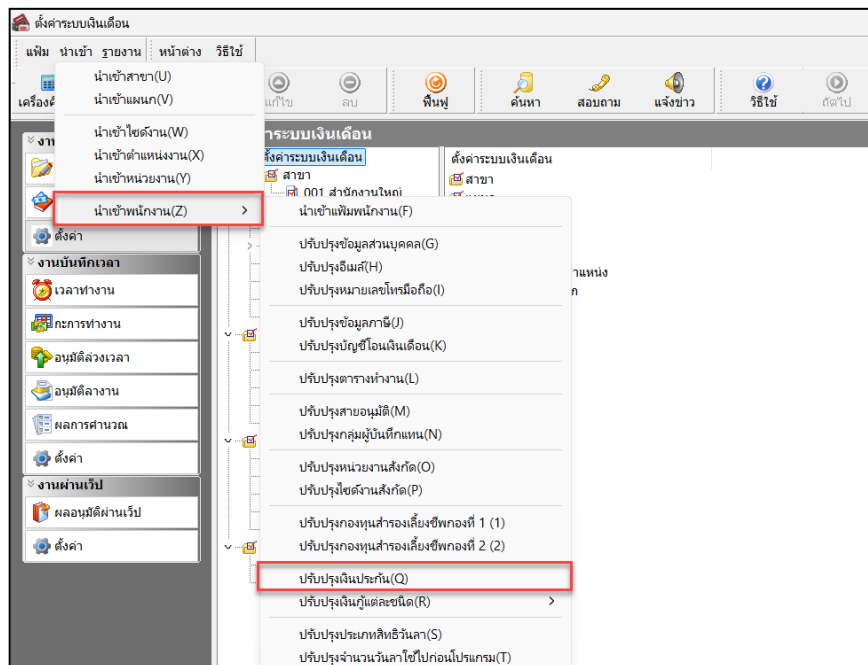 ตั้งค่าระบบเงินเดือน
แฟ้ม นำเข้า รายงาน หน้าต่าง วิธีใช้
นำเข้าสาขา(U)
นำเข้าแผนก(V)
นำเข้าไซต์งาน(W)
นำเข้าตำแหน่งงาน(X)
นำเข้าหน่วยงาน(Y)
นำเข้าพนักงาน(Z)
แก้ไข ลบ ฟื้นฟู ค้นหา สอบถาม แจ้งข่าว วิธีใช้ ถัดไป
ตั้งค่าระบบเงินเดือน
สาขา
001 สำนักงานใหญ่
ตั้งค่าระบบเงินเดือน
สาขา
นำเข้าแฟ้มพนักงาน(F)
ปรับปรุงข้อมูลส่วนบุคคล(G)
ปรับปรุงอีเมล์(H)
ปรับปรุงหมายเลขโทรมือถือ(I)
ปรับปรุงข้อมูลภาษี(J)
ปรับปรุงบัญชีโอนเงินเดือน(K)
ปรับปรุงตารางทำงาน(L)
ปรับปรุงสายอนุมัติ(M)
ปรับปรุงกลุ่มผู้บันทึกแทน(N)
ปรับปรุงหน่วยงานสังกัด(O)
ปรับปรุงไซต์งานสังกัด(P)
ปรับปรุงกองทุนสำรองเลี้ยงชีพกองที่ 1 (1)
ปรับปรุงกองทุนสำรองเลี้ยงชีพกองที่ 2 (2)
ปรับปรุงเงินประกัน(Q)
ปรับปรุงเงินกู้แต่ละชนิด(R)
ปรับปรุงประเภทสิทธิวันลา(S)
ปรับปรุงจำนวนวันลาใช้ไปก่อนโปรแกรม(T)
ตั้งค่า
งานบันทึกเวลา
เวลาทำงาน
กะการทำงาน
อนุมัติล่วงเวลา
อนุมัติลางาน
ผลการคำนวณ
ตั้งค่า
งานผ่านเว็ป
ผลอนุมัติผ่านเว็ป
ตั้งค่า